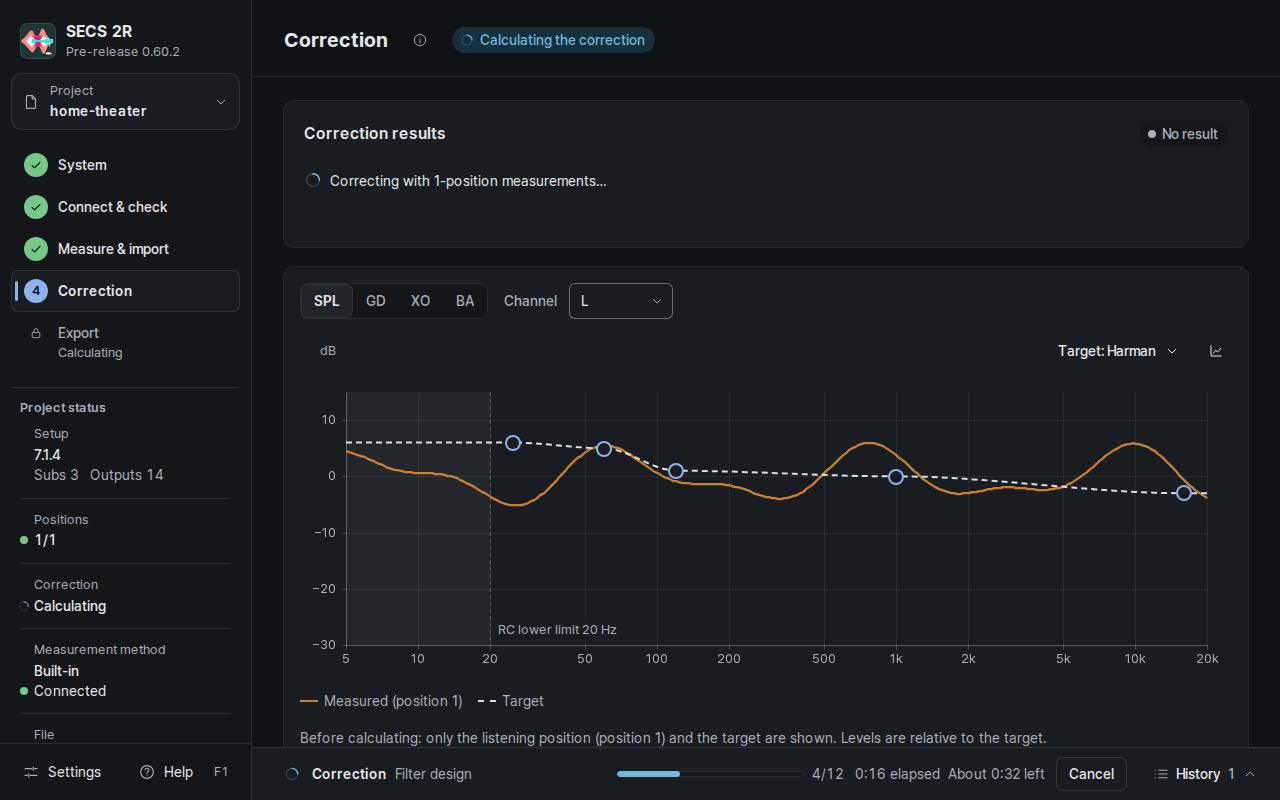 SECS 2R
Pre-release 0.60.2
Project
home-theater
System
Connect & check
Measure & import
4 Correction
Export
Calculating
Project status
Setup
7.1.4
Subs 3 Outputs 14
Positions
1/1
Correction
Calculating
Measurement method
Built-in
Connected
File
Settings
Help F1
Correction
Calculating the correction
Correction results
No result
Correcting with 1-position measurements...
SPL GD XO BA Channel L
dB
Target: Harman
10
0
−10
−20
−30
RC lower limit 20 Hz
5 10 20 50 100 200 500 1k 2k 5k 10k 20k
Measured (position 1) Target
Before calculating: only the listening position (position 1) and the target are shown. Levels are relative to the target.
Correction Filter design
4/12 0:16 elapsed About 0:32 left
Cancel
History 1